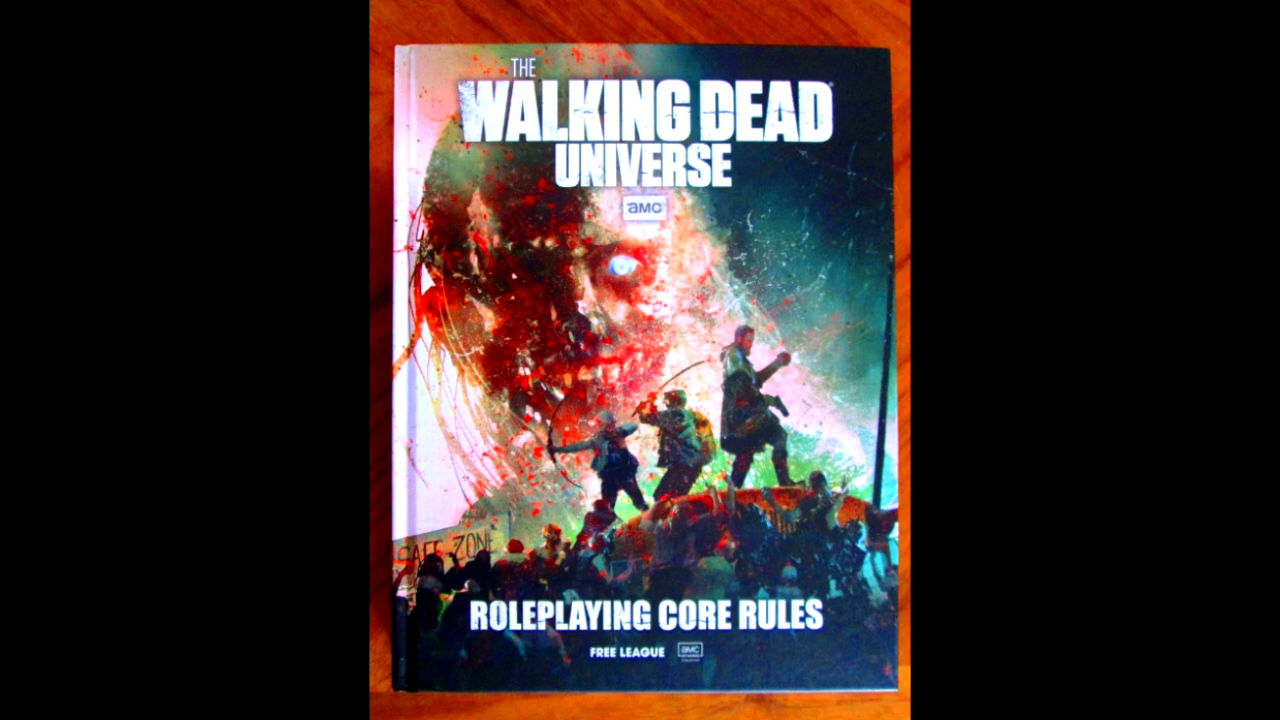 THE
WALKING DEAD
UNIVERSE
aMC
SAFE ZONE
ROLEPLAYING CORE RULES
FREE LEAGUE
aMC